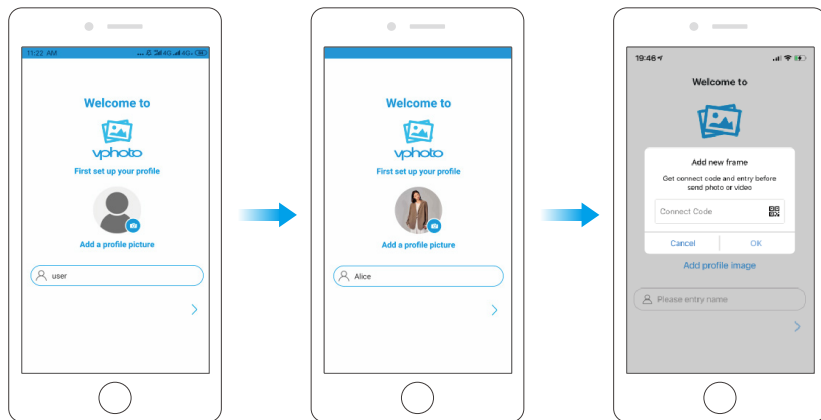 11:22 AM ... 4G 4G
Welcome to
vphoto
First set up your profile
Add a profile picture
user
Welcome to
vphoto
First set up your profile
Add a profile picture
Alice
19:46
Welcome to
Add new frame
Get connect code and entry before
send photo or video
Connect Code
Cancel OK
Add profile image
Please entry name